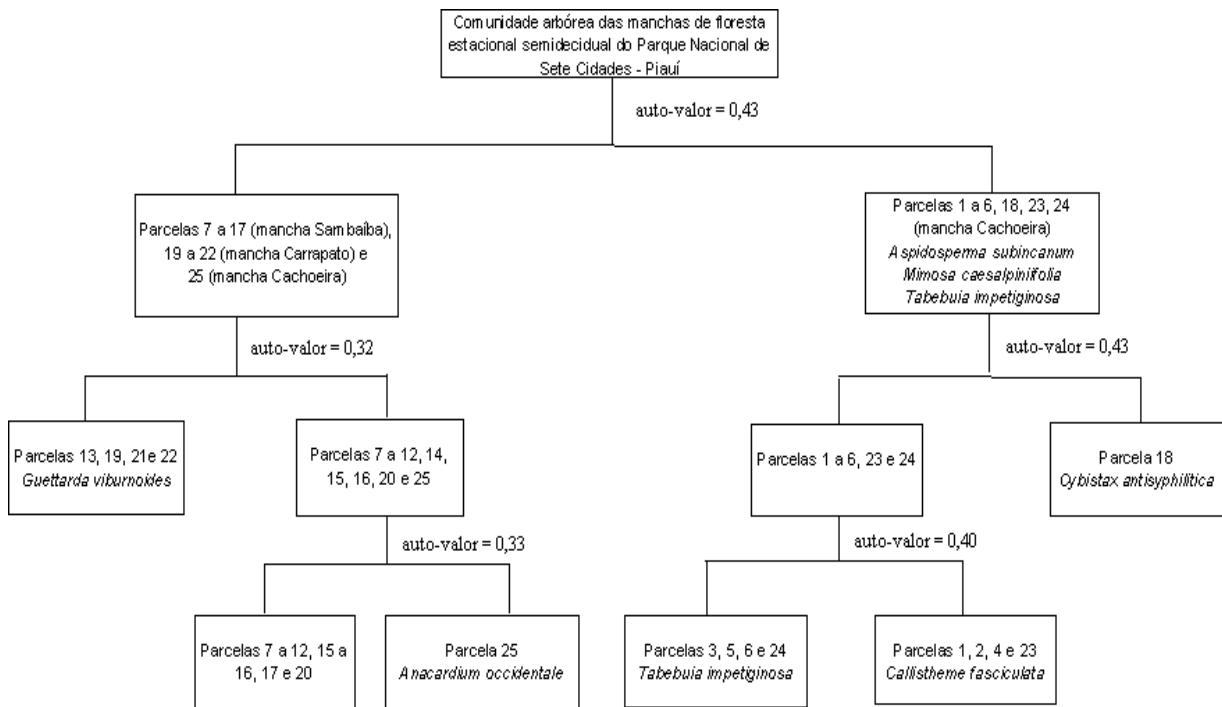 Comunidade arbórea das manchas de floresta
estacional semidecidual do Parque Nacional de
Sete Cidades - Piauí
auto-valor = 0,43
Parcelas 7 a 17 (mancha Sambaíba),
19 a 22 (mancha Carrapato) e
25 (mancha Cachoeira)
Parcelas 1 a 6, 18, 23, 24
(mancha Cachoeira)
Aspidosperma subincanum
Mimosa caesalpiniifolia
Tabebuia impetiginosa
auto-valor = 0,32
auto-valor = 0,43
Parcelas 13, 19, 21e 22
Guettarda viburnoides
Parcelas 7 a 12, 14,
15, 16, 20 e 25
Parcelas 1 a 6, 23 e 24
Parcela 18
Cybistax antisyphilitica
auto-valor = 0,33
auto-valor = 0,40
Parcelas 7 a 12, 15 a
16, 17 e 20
Parcela 25
Anacardium occidentale
Parcelas 3, 5, 6 e 24
Tabebuia impetiginosa
Parcelas 1, 2, 4 e 23
Callistheme fasciculata